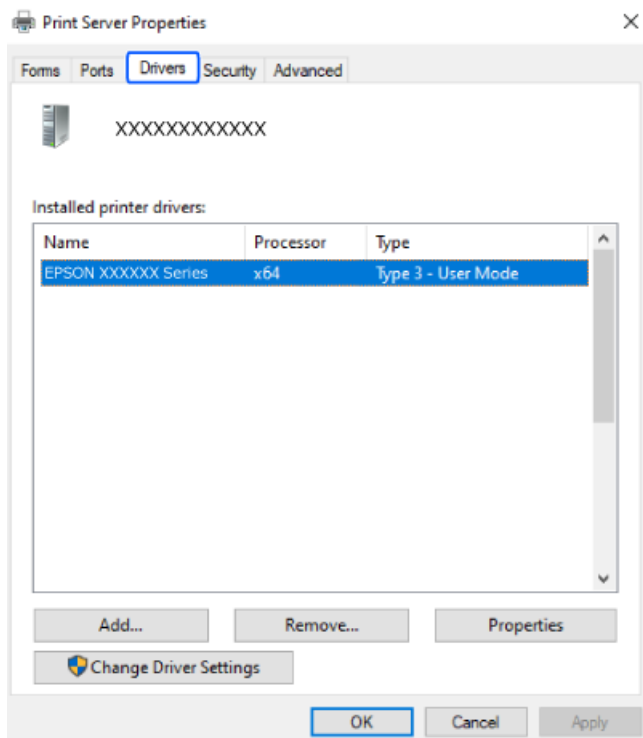 Print Server Properties
Forms Ports Drivers Security Advanced
XXXXXXXXXXXX
Installed printer drivers:
Name Processor Type
EPSON XXXXXX Series x64 Type 3 - User Mode
Add... Remove... Properties
Change Driver Settings
OK Cancel Apply